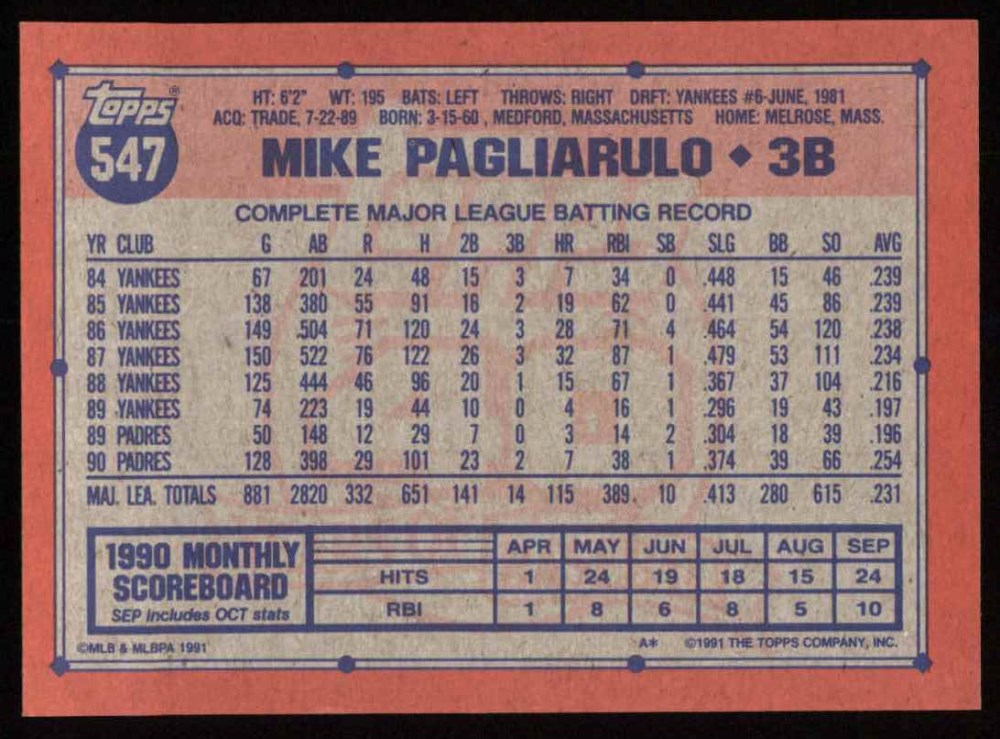 Topps®
547
HT: 6'2" WT: 195 BATS: LEFT THROWS: RIGHT DRFT: YANKEES #6-JUNE, 1981
ACQ: TRADE, 7-22-89 BORN: 3-15-60 , MEDFORD, MASSACHUSETTS HOME: MELROSE, MASS.
MIKE PAGLIARULO ◆ 3B
COMPLETE MAJOR LEAGUE BATTING RECORD
YR CLUB G AB R H 2B 3B HR RBI SB SLG BB SO AVG
84 YANKEES 67 201 24 48 15 3 7 34 0 .448 15 46 .239
85 YANKEES 138 380 55 91 16 2 19 62 0 .441 45 86 .239
86 YANKEES 149 504 71 120 24 3 28 71 4 .464 54 120 .238
87 YANKEES 150 522 76 122 26 3 32 87 1 .479 53 111 .234
88 YANKEES 125 444 46 96 20 1 15 67 1 .367 37 104 .216
89 YANKEES 74 223 19 44 10 0 4 16 1 .296 19 43 .197
89 PADRES 50 148 12 29 7 0 3 14 2 .304 18 39 .196
90 PADRES 128 398 29 101 23 2 7 38 1 .374 39 66 .254
MAJ. LEA. TOTALS 881 2820 332 651 141 14 115 389 10 .413 280 615 .231
1990 MONTHLY
SCOREBOARD
SEP includes OCT stats
APR MAY JUN JUL AUG SEP
HITS 1 24 19 18 15 24
RBI 1 8 6 8 5 10
©MLB & MLBPA 1991 A* ©1991 THE TOPPS COMPANY, INC.